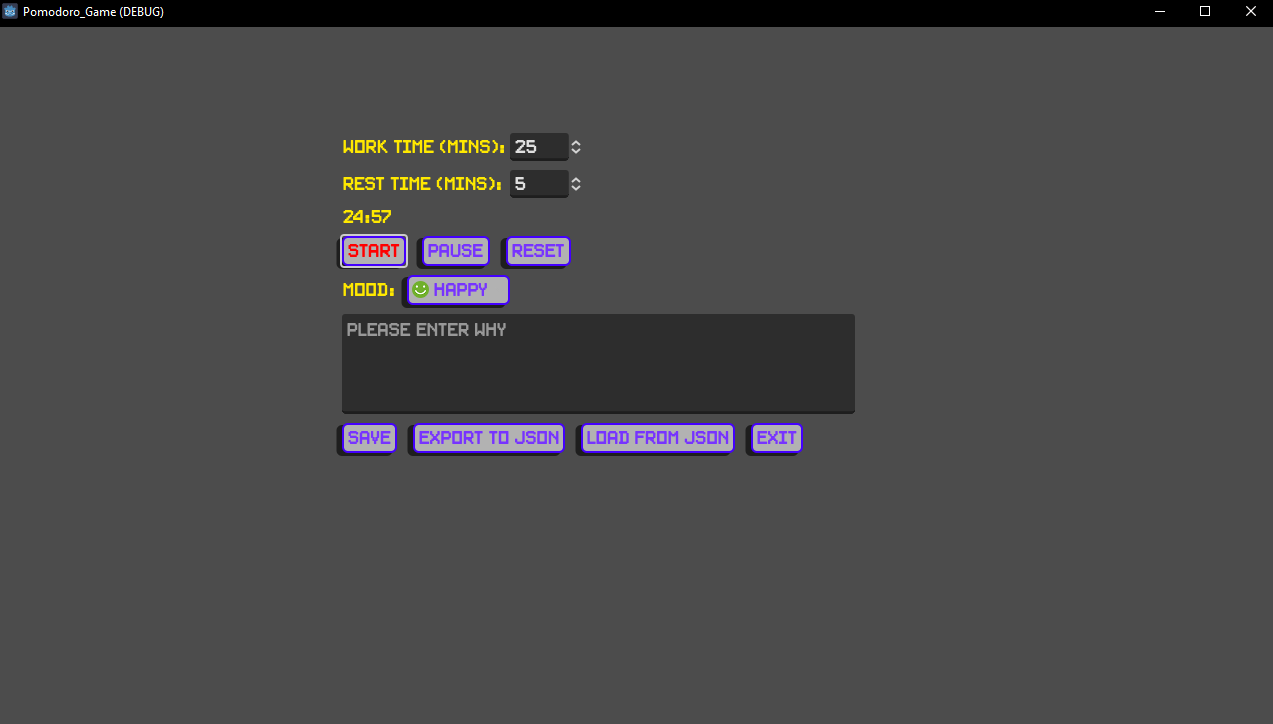 Pomodoro_Game (DEBUG)
WORK TIME (MINS): 25
REST TIME (MINS): 5
24:57
START PAUSE RESET
MOOD: HAPPY
PLEASE ENTER WHY
SAVE EXPORT TO JSON LOAD FROM JSON EXIT